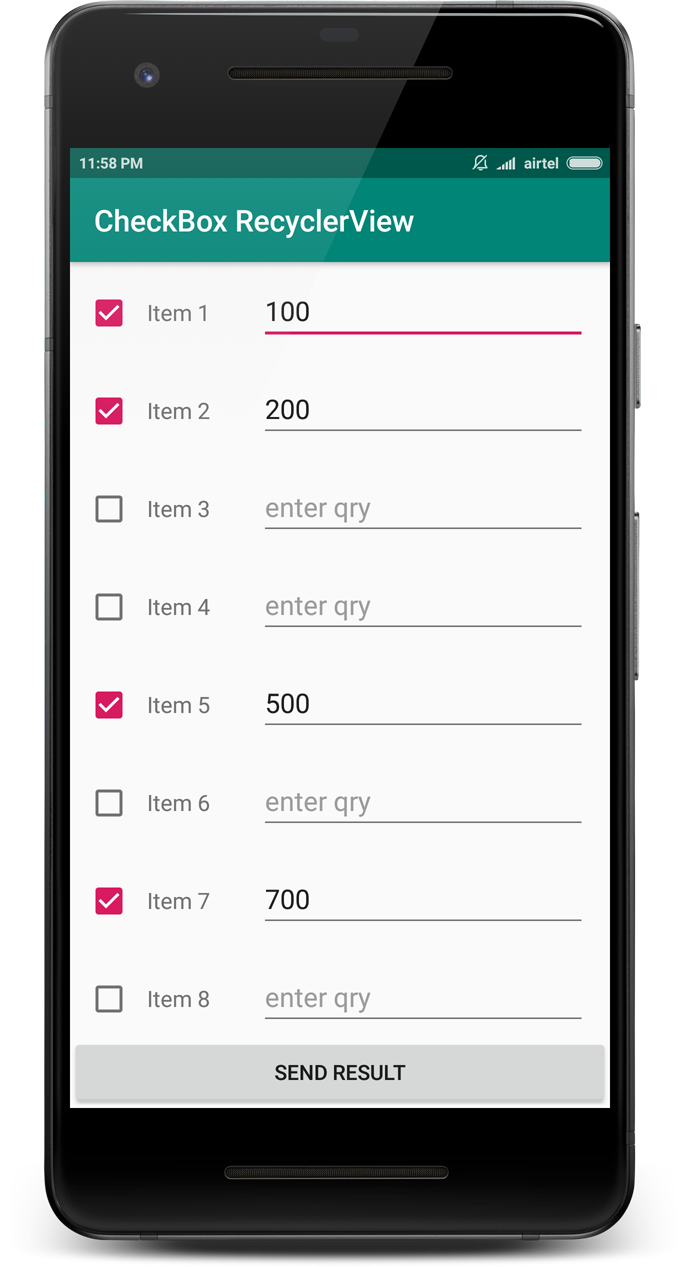 11:58 PM airtel
CheckBox RecyclerView
Item 1 100
Item 2 200
Item 3 enter qry
Item 4 enter qry
Item 5 500
Item 6 enter qry
Item 7 700
Item 8 enter qry
SEND RESULT